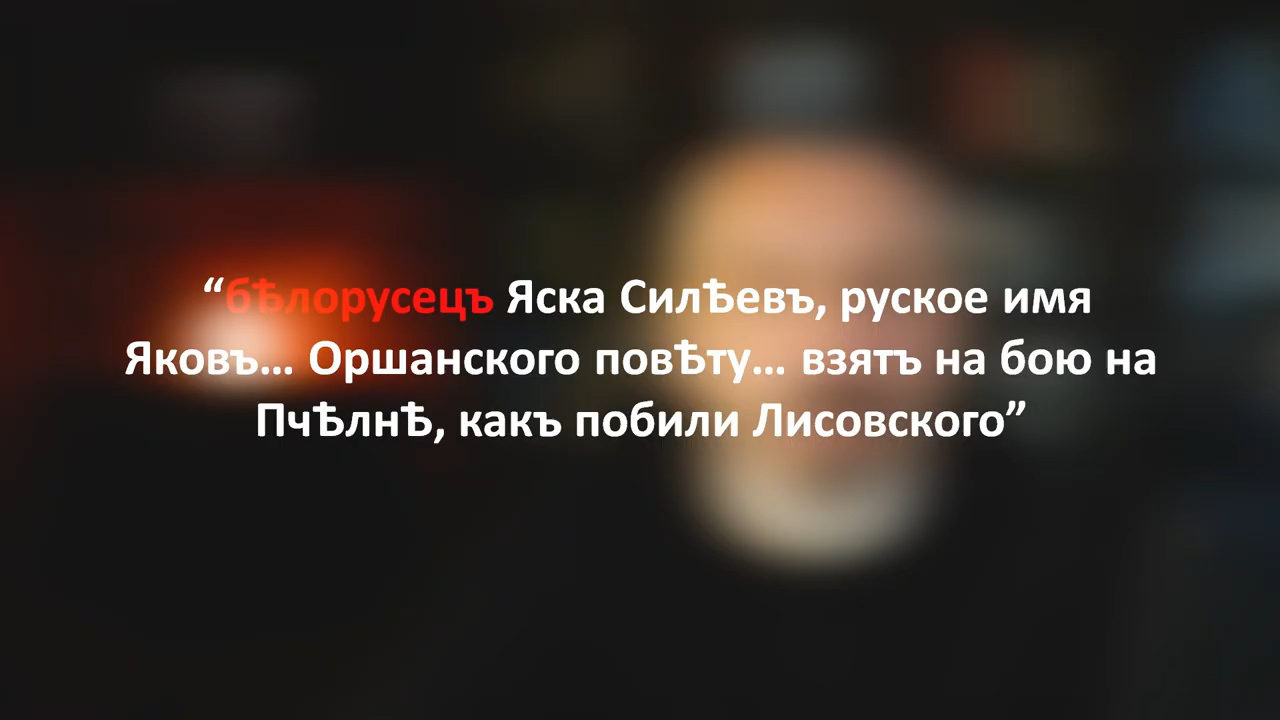 “бѣлорусецъ Яска Силѣевъ, руское имя
Яковъ... Оршанского повѣту... взятъ на бою на
Пчѣлнѣ, какъ побили Лисовского”